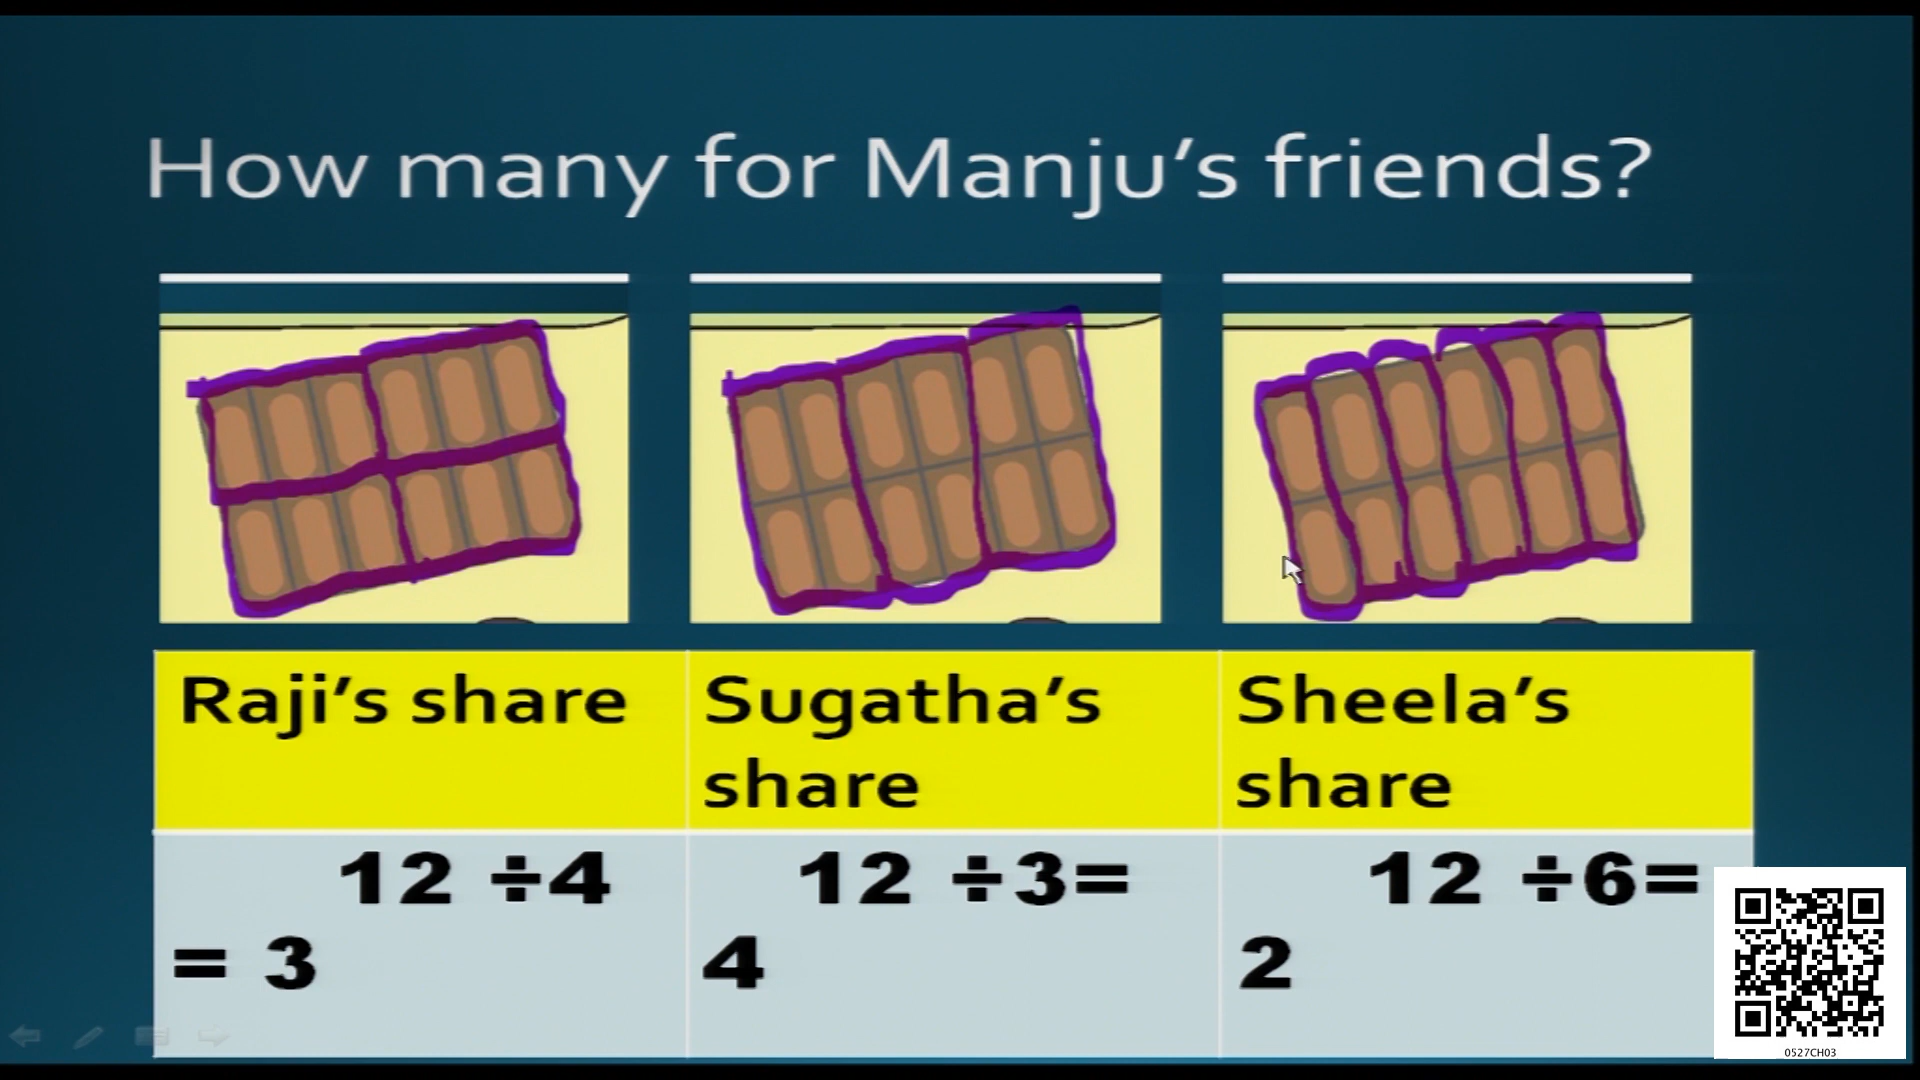 How many for Manju's friends?
Raji's share
Sugatha's
share
Sheela's
share
12 ÷4
= 3
12 ÷3=
4
12 ÷6=
2
0527CH03